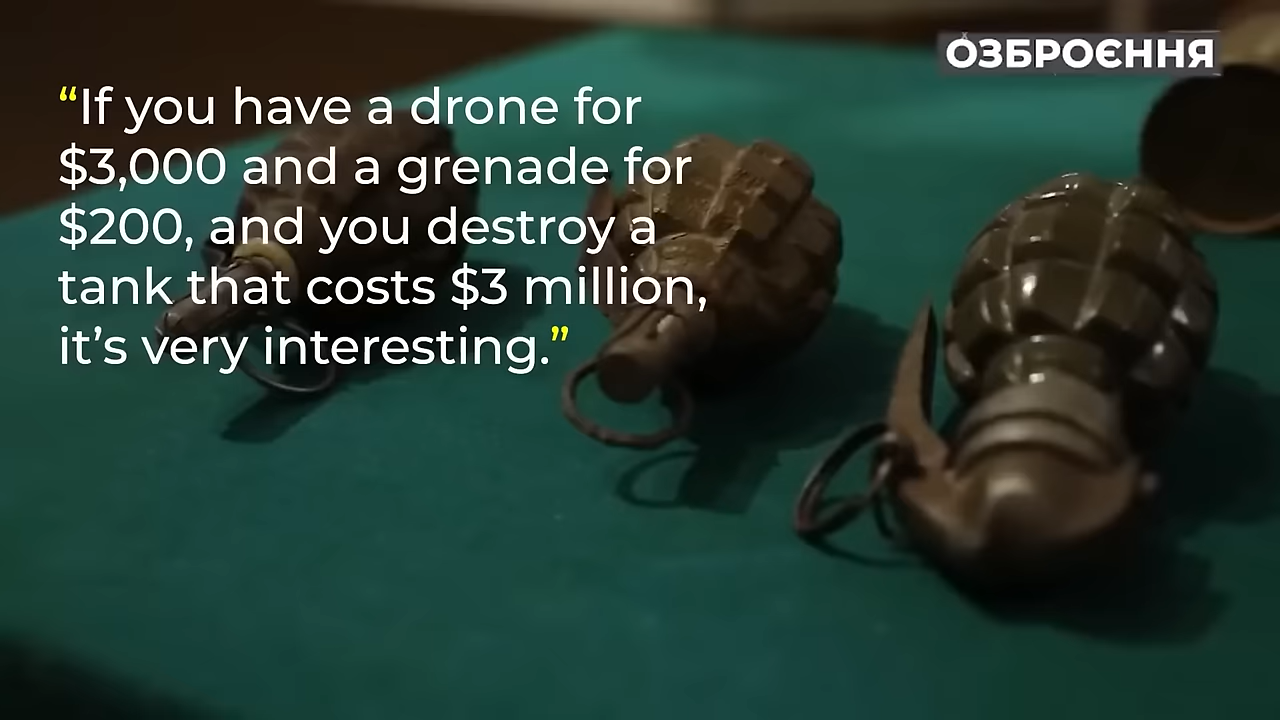 ОЗБРОЄННЯ
“If you have a drone for
$3,000 and a grenade for
$200, and you destroy a
tank that costs $3 million,
it’s very interesting.”